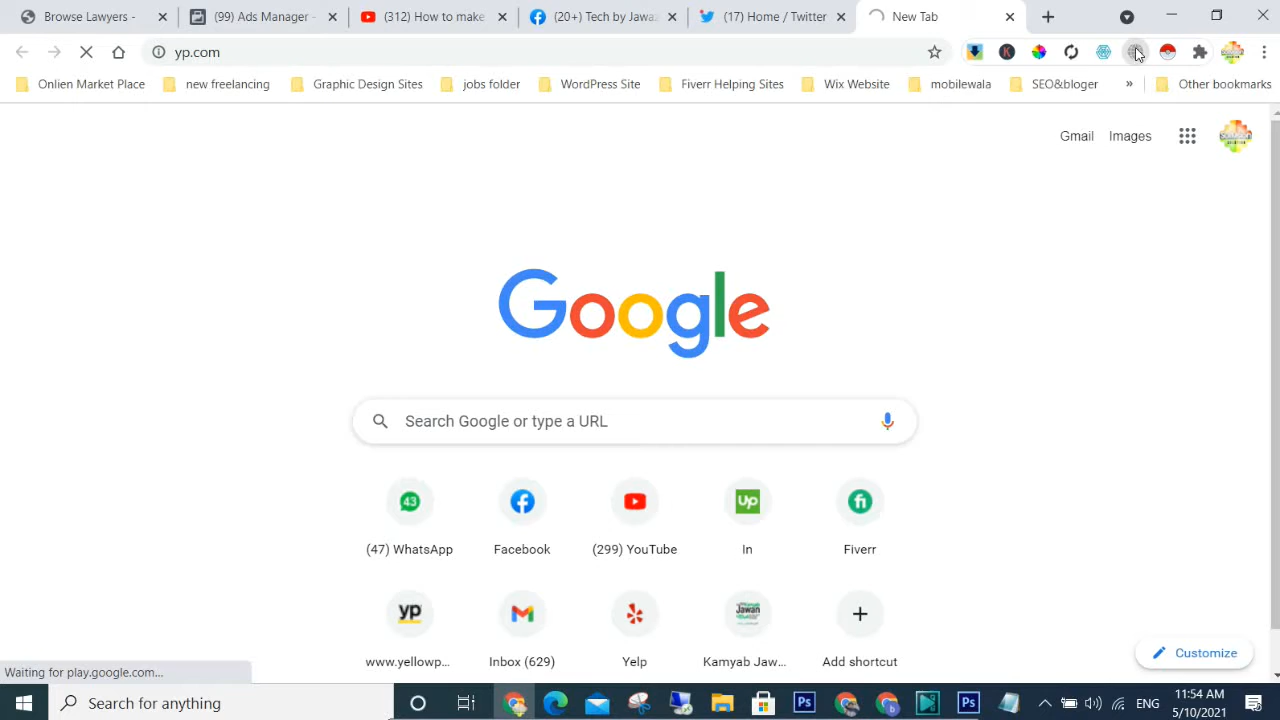 Browse Lawyers -
(99) Ads Manager -
(312) How to make
(20+) Tech by Jawa
(17) Home / Twitter
New Tab
yp.com
K
Onlien Market Place
new freelancing
Graphic Design Sites
jobs folder
WordPress Site
Fiverr Helping Sites
Wix Website
mobilewala
SEO&bloger
»
Other bookmarks
Gmail
Images
Google
Search Google or type a URL
43
Up
fi
(47) WhatsApp
Facebook
(299) YouTube
In
Fiverr
yp
Jawan
www.yellowp...
Inbox (629)
Yelp
Kamyab Jaw...
Add shortcut
Customize
Waiting for play.google.com...
Search for anything
Ps
Ps
ENG
11:54 AM
5/10/2021